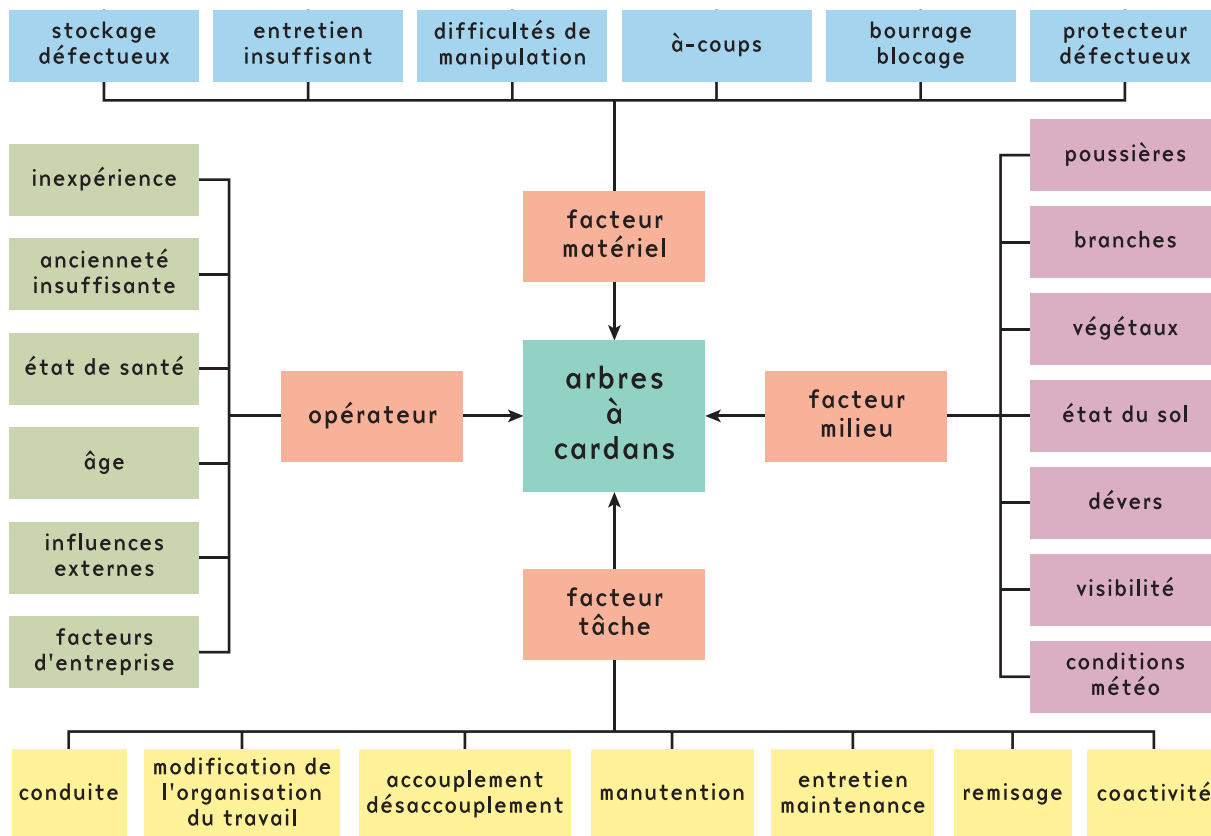 stockage
défectueux
entretien
insuffisant
difficultés de
manipulation
à-coups
bourrage
blocage
protecteur
défectueux
inexpérience
ancienneté
insuffisante
état de santé
âge
influences
externes
facteurs
d'entreprise
facteur
matériel
opérateur
arbres
à
cardans
facteur
milieu
facteur
tâche
poussières
branches
végétaux
état du sol
dévers
visibilité
conditions
météo
conduite
modification de
l'organisation
du travail
accouplement
désaccouplement
manutention
entretien
maintenance
remisage
coactivité